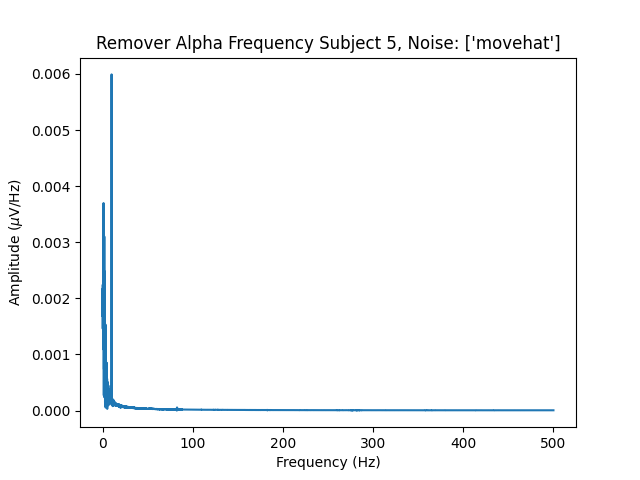 Remover Alpha Frequency Subject 5, Noise: ['movehat']
0.006
0.005
0.004
0.003
0.002
0.001
0.000
Amplitude (μV/Hz)
0 100 200 300 400 500
Frequency (Hz)